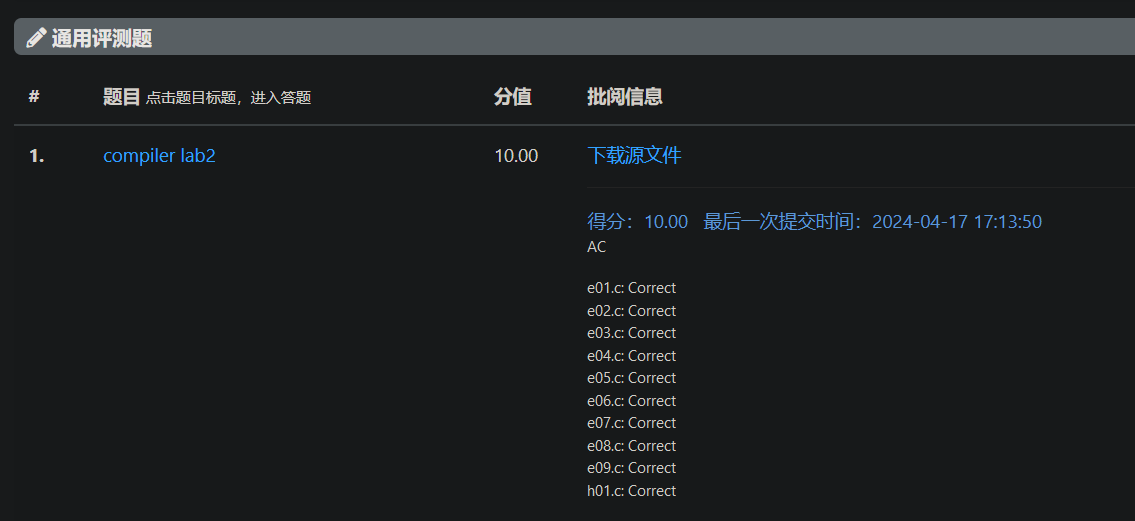 通用评测题
# 题目 点击题目标题，进入答题 分值 批阅信息
1. compiler lab2 10.00 下载源文件
得分：10.00 最后一次提交时间：2024-04-17 17:13:50
AC
e01.c: Correct
e02.c: Correct
e03.c: Correct
e04.c: Correct
e05.c: Correct
e06.c: Correct
e07.c: Correct
e08.c: Correct
e09.c: Correct
h01.c: Correct